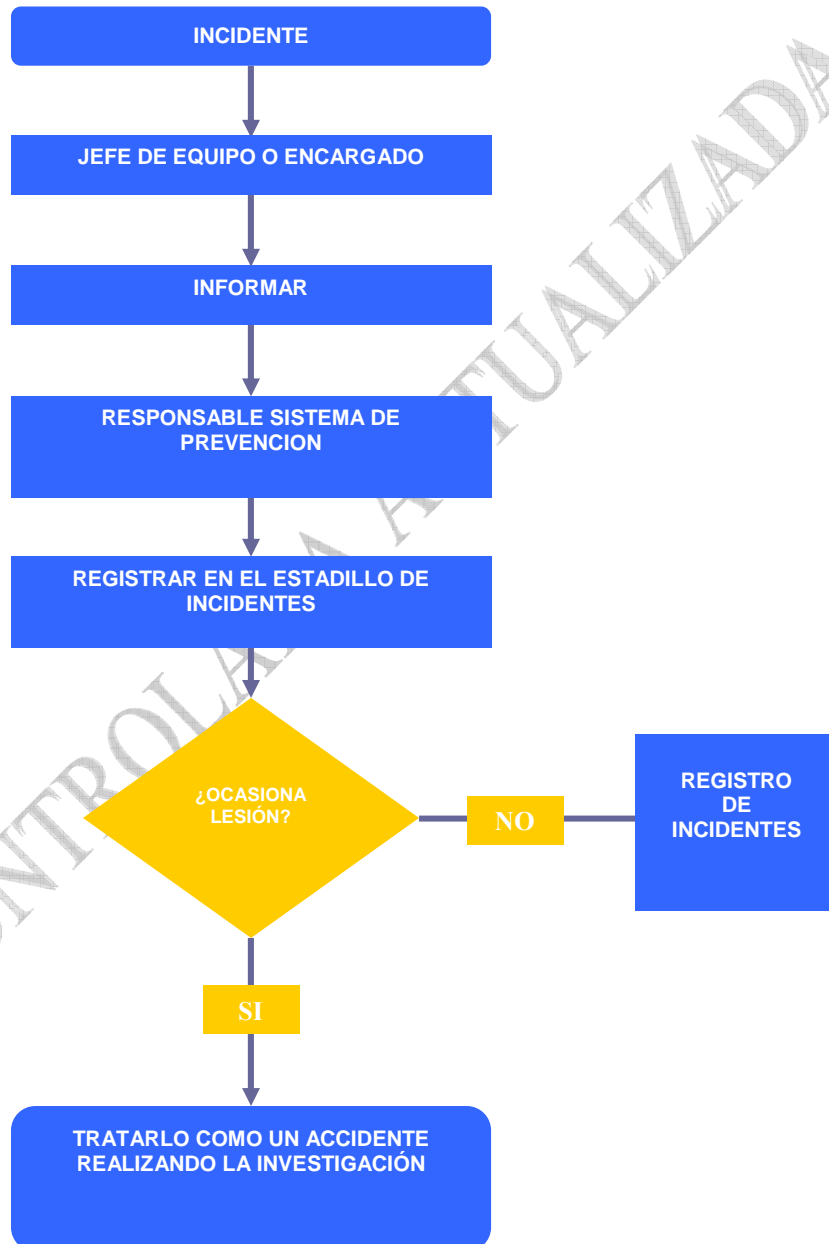 INCIDENTE
JEFE DE EQUIPO O ENCARGADO
INFORMAR
RESPONSABLE SISTEMA DE
PREVENCION
REGISTRAR EN EL ESTADILLO DE
INCIDENTES
¿OCASIONA
LESIÓN?
NO
REGISTRO
DE
INCIDENTES
SI
TRATARLO COMO UN ACCIDENTE
REALIZANDO LA INVESTIGACIÓN